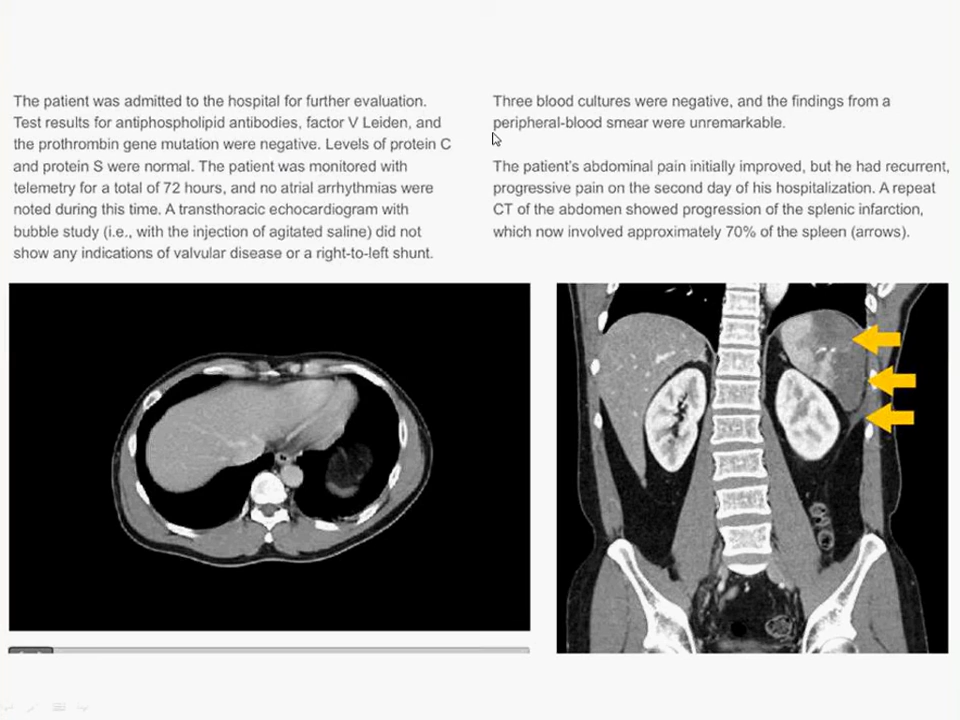 The patient was admitted to the hospital for further evaluation.
Test results for antiphospholipid antibodies, factor V Leiden, and
the prothrombin gene mutation were negative. Levels of protein C
and protein S were normal. The patient was monitored with
telemetry for a total of 72 hours, and no atrial arrhythmias were
noted during this time. A transthoracic echocardiogram with
bubble study (i.e., with the injection of agitated saline) did not
show any indications of valvular disease or a right-to-left shunt.
Three blood cultures were negative, and the findings from a
peripheral-blood smear were unremarkable.
The patient's abdominal pain initially improved, but he had recurrent,
progressive pain on the second day of his hospitalization. A repeat
CT of the abdomen showed progression of the splenic infarction,
which now involved approximately 70% of the spleen (arrows).